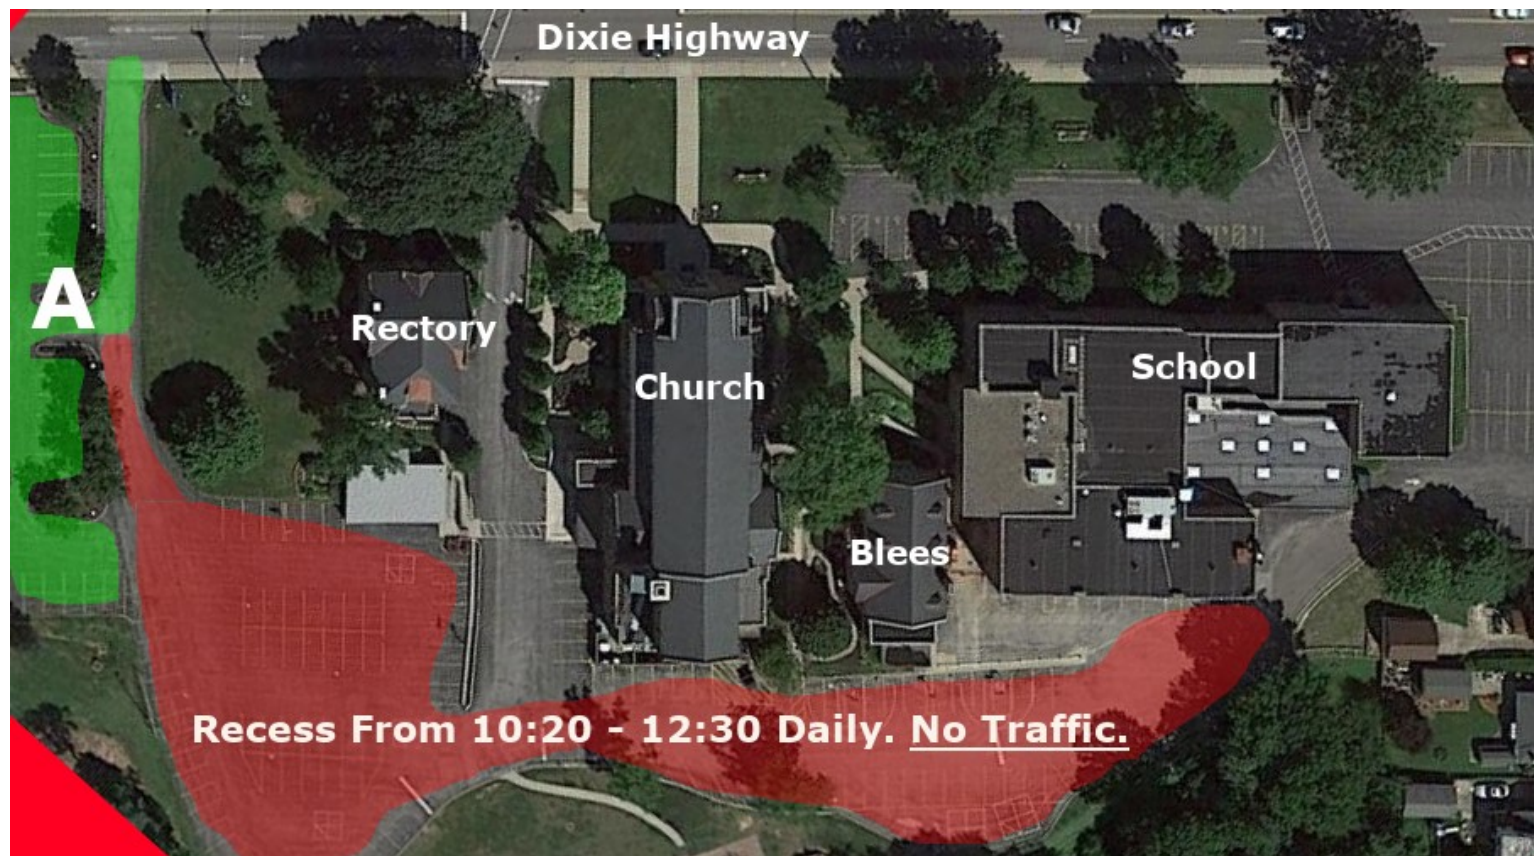 Dixie Highway
A
Rectory
Church
School
Blees
Recess From 10:20 - 12:30 Daily. No Traffic.